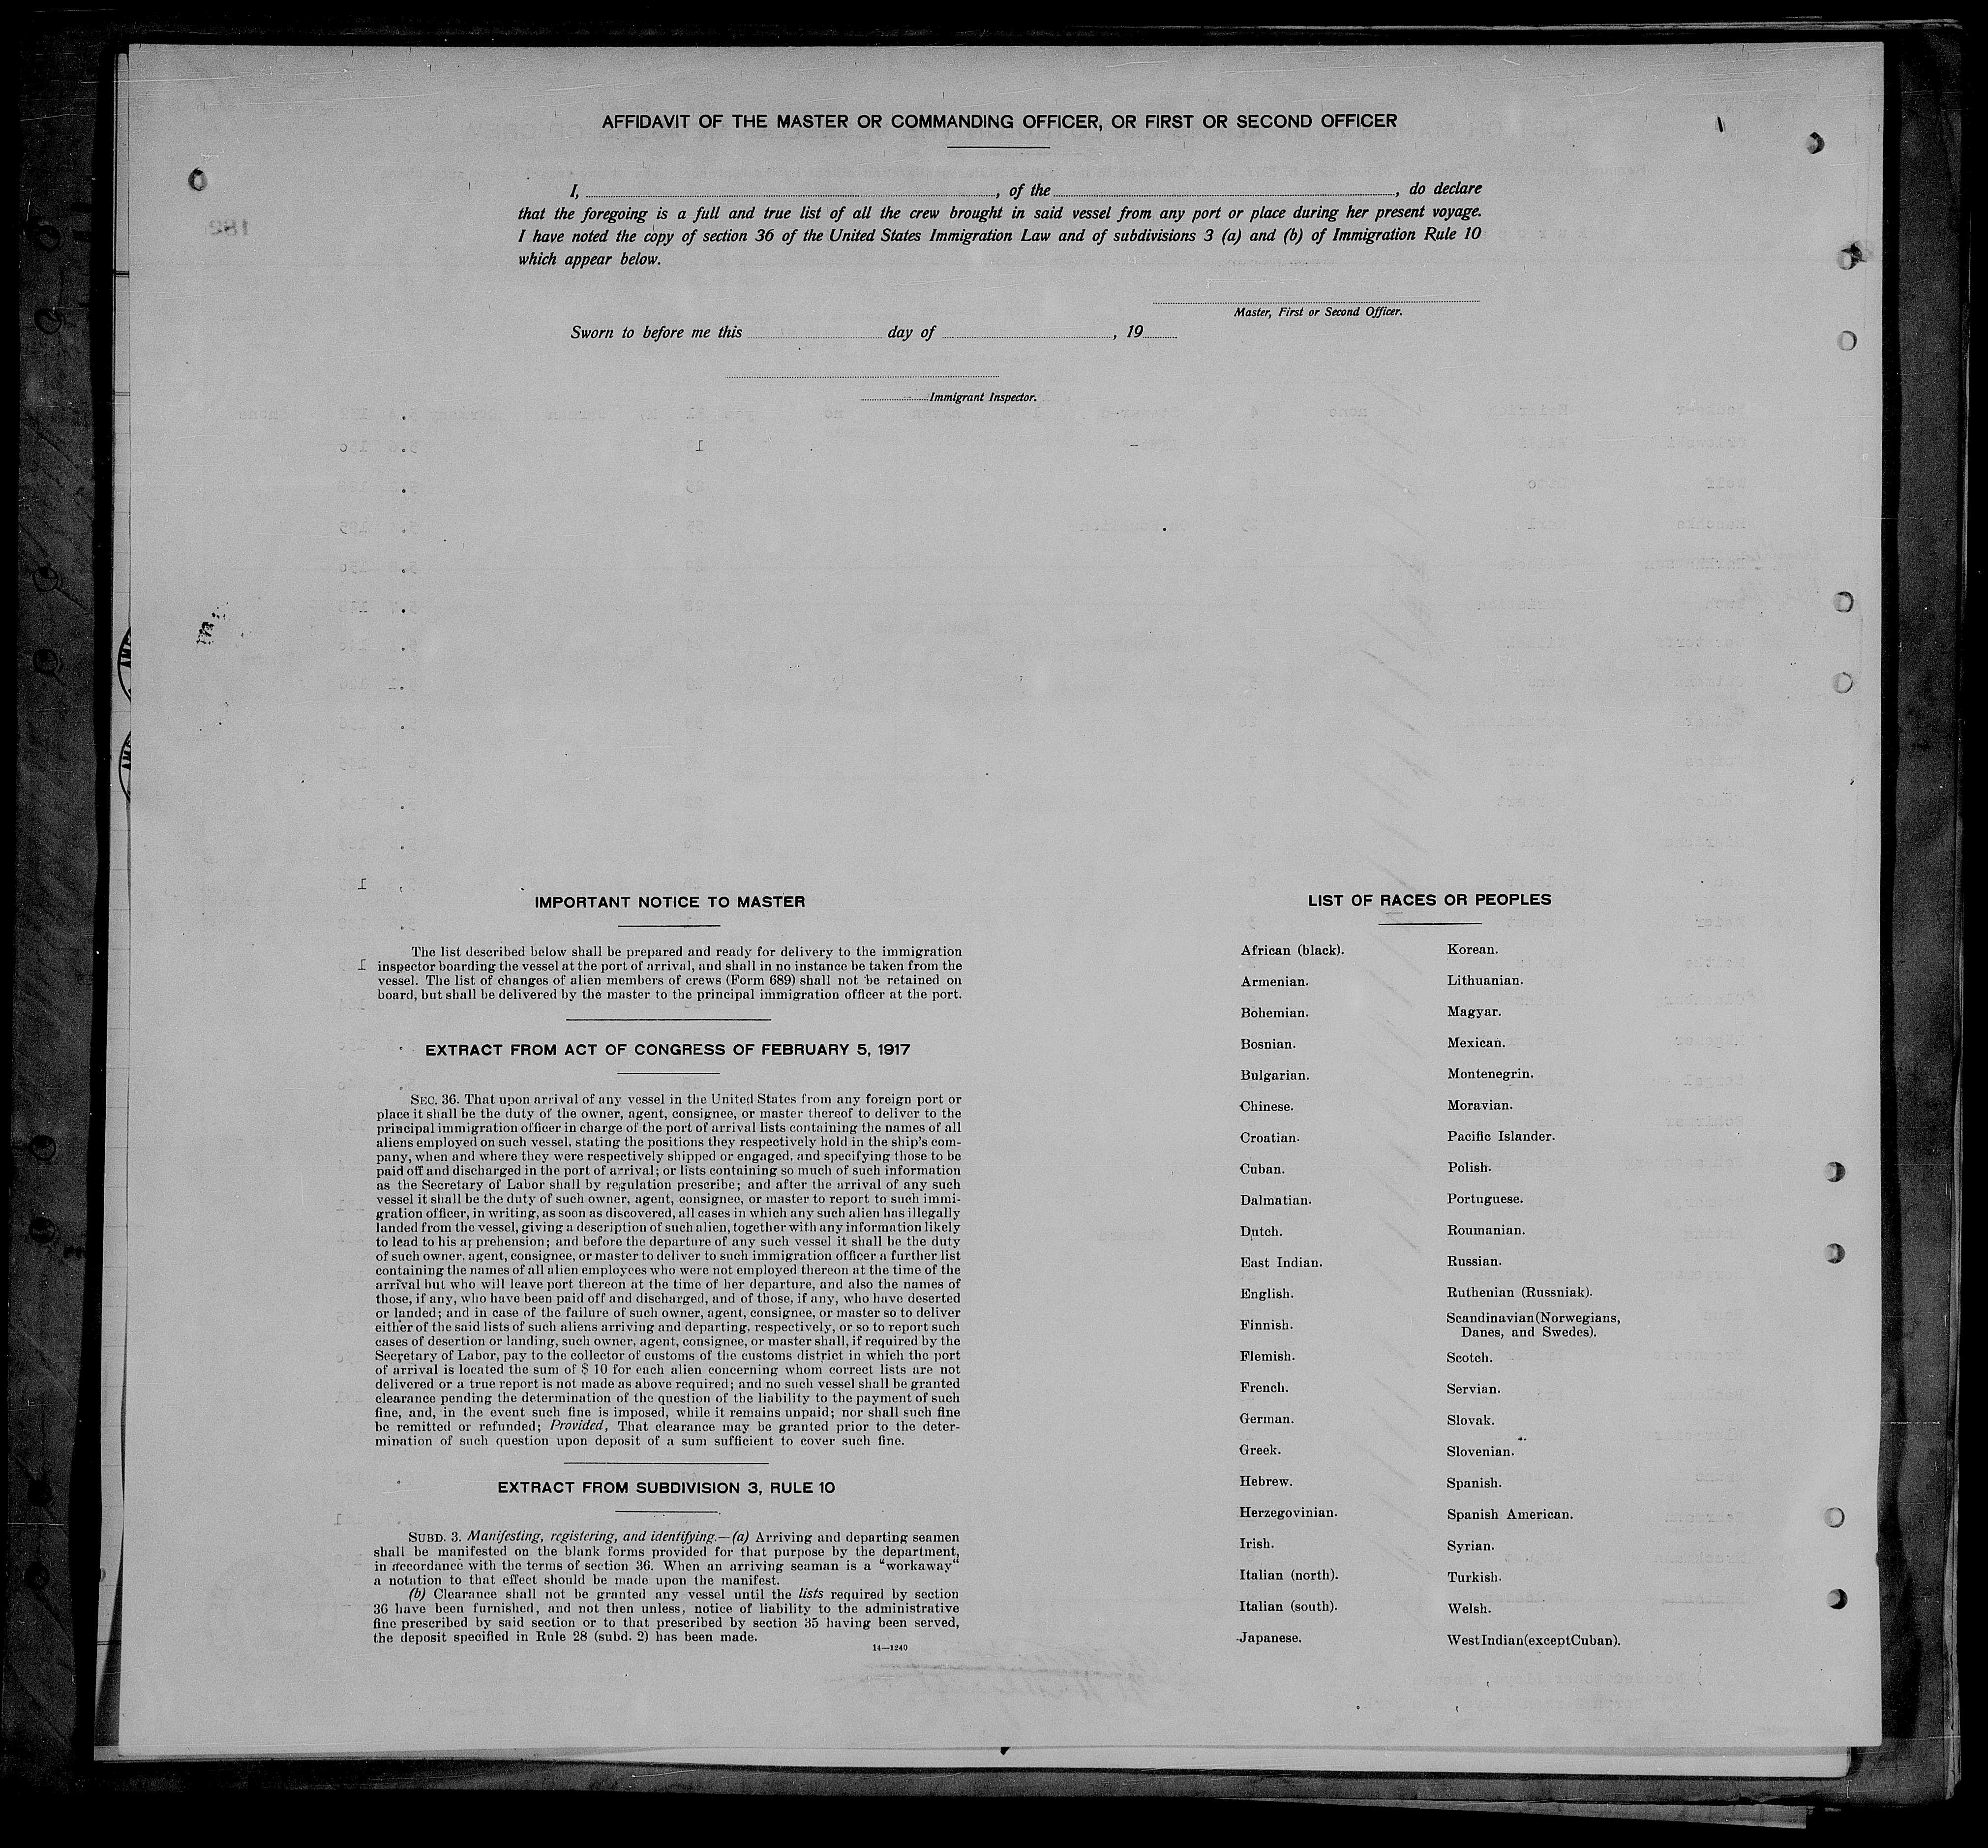 AFFIDAVIT OF THE MASTER OR COMMANDING OFFICER, OR FIRST OR SECOND OFFICER
I, , of the , do declare
that the foregoing is a full and true list of all the crew brought in said vessel from any port or place during her present voyage.
I have noted the copy of section 36 of the United States Immigration Law and of subdivisions 3 (a) and (b) of Immigration Rule 10
which appear below.
Master, First or Second Officer.
Sworn to before me this day of , 19
Immigrant Inspector.
IMPORTANT NOTICE TO MASTER
The list described below shall be prepared and ready for delivery to the immigration
inspector boarding the vessel at the port of arrival, and shall in no instance be taken from the
vessel. The list of changes of alien members of crews (Form 689) shall not be retained on
board, but shall be delivered by the master to the principal immigration officer at the port.
EXTRACT FROM ACT OF CONGRESS OF FEBRUARY 5, 1917
SEC. 36. That upon arrival of any vessel in the United States from any foreign port or
place it shall be the duty of the owner, agent, consignee, or master thereof to deliver to the
principal immigration officer in charge of the port of arrival lists containing the names of all
aliens employed on such vessel, stating the positions they respectively hold in the ship's com-
pany, when and where they were respectively shipped or engaged, and specifying those to be
paid off and discharged in the port of arrival; or lists containing so much of such information
as the Secretary of Labor shall by regulation prescribe; and after the arrival of any such
vessel it shall be the duty of such owner, agent, consignee, or master to report to such immi-
gration officer, in writing, as soon as discovered, all cases in which any such alien has illegally
landed from the vessel, giving a description of such alien, together with any information likely
to lead to his apprehension; and before the departure of any such vessel it shall be the duty
of such owner, agent, consignee, or master to deliver to such immigration officer a further list
containing the names of all alien employees who were not employed thereon at the time of the
arrival but who will leave port thereon at the time of her departure, and also the names of
those, if any, who have been paid off and discharged, and of those, if any, who have deserted
or landed; and in case of the failure of such owner, agent, consignee, or master so to deliver
either of the said lists of such aliens arriving and departing, respectively, or so to report such
cases of desertion or landing, such owner, agent, consignee, or master shall, if required by the
Secretary of Labor, pay to the collector of customs of the customs district in which the port
of arrival is located the sum of $ 10 for each alien concerning whom correct lists are not
delivered or a true report is not made as above required; and no such vessel shall be granted
clearance pending the determination of the question of the liability to the payment of such
fine, and, in the event such fine is imposed, while it remains unpaid; nor shall such fine
be remitted or refunded; Provided, That clearance may be granted prior to the deter-
mination of such question upon deposit of a sum sufficient to cover such fine.
EXTRACT FROM SUBDIVISION 3, RULE 10
SUBD. 3. Manifesting, registering, and identifying.—(a) Arriving and departing seamen
shall be manifested on the blank forms provided for that purpose by the department,
in accordance with the terms of section 36. When an arriving seaman is a "workaway"
a notation to that effect should be made upon the manifest.
(b) Clearance shall not be granted any vessel until the lists required by section
36 have been furnished, and not then unless, notice of liability to the administrative
fine prescribed by said section or to that prescribed by section 35 having been served,
the deposit specified in Rule 28 (subd. 2) has been made.
14—1240
LIST OF RACES OR PEOPLES
African (black).
Armenian.
Bohemian.
Bosnian.
Bulgarian.
Chinese.
Croatian.
Cuban.
Dalmatian.
Dutch.
East Indian.
English.
Finnish.
Flemish.
French.
German.
Greek.
Hebrew.
Herzegovinian.
Irish.
Italian (north).
Italian (south).
Japanese.
Korean.
Lithuanian.
Magyar.
Mexican.
Montenegrin.
Moravian.
Pacific Islander.
Polish.
Portuguese.
Roumanian.
Russian.
Ruthenian (Russniak).
Scandinavian (Norwegians,
Danes, and Swedes).
Scotch.
Servian.
Slovak.
Slovenian.
Spanish.
Spanish American.
Syrian.
Turkish.
Welsh.
West Indian (except Cuban).